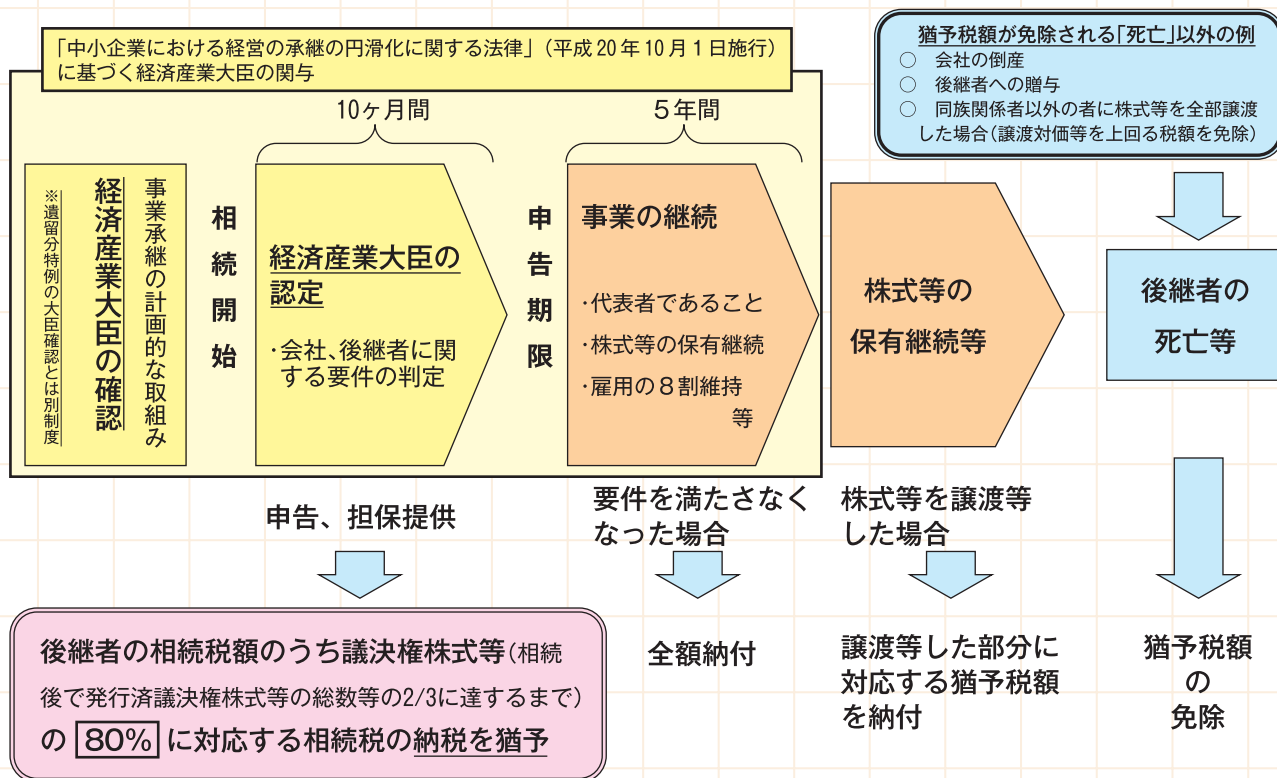 「中小企業における経営の承継の円滑化に関する法律」（平成20年10月1日施行）
に基づく経済産業大臣の関与
猶予税額が免除される「死亡」以外の例
○　会社の倒産
○　後継者への贈与
○　同族関係者以外の者に株式等を全部譲渡
した場合（譲渡対価等を上回る税額を免除）
10ヶ月間
５年間
事業承継の計画的な取組み
経済産業大臣の確認
※遺留分特例の大臣確認とは別制度
相続開始
経済産業大臣の
認定
・会社、後継者に関
する要件の判定
申告期限
事業の継続
・代表者であること
・株式等の保有継続
・雇用の８割維持
等
株式等の
保有継続等
後継者の
死亡等
申告、担保提供
要件を満たさなく
なった場合
株式等を譲渡等
した場合
後継者の相続税額のうち議決権株式等（相続
後で発行済議決権株式等の総数等の2/3に達するまで）
の 80% に対応する相続税の納税を猶予
全額納付
譲渡等した部分に
対応する猶予税額
を納付
猶予税額
の
免除